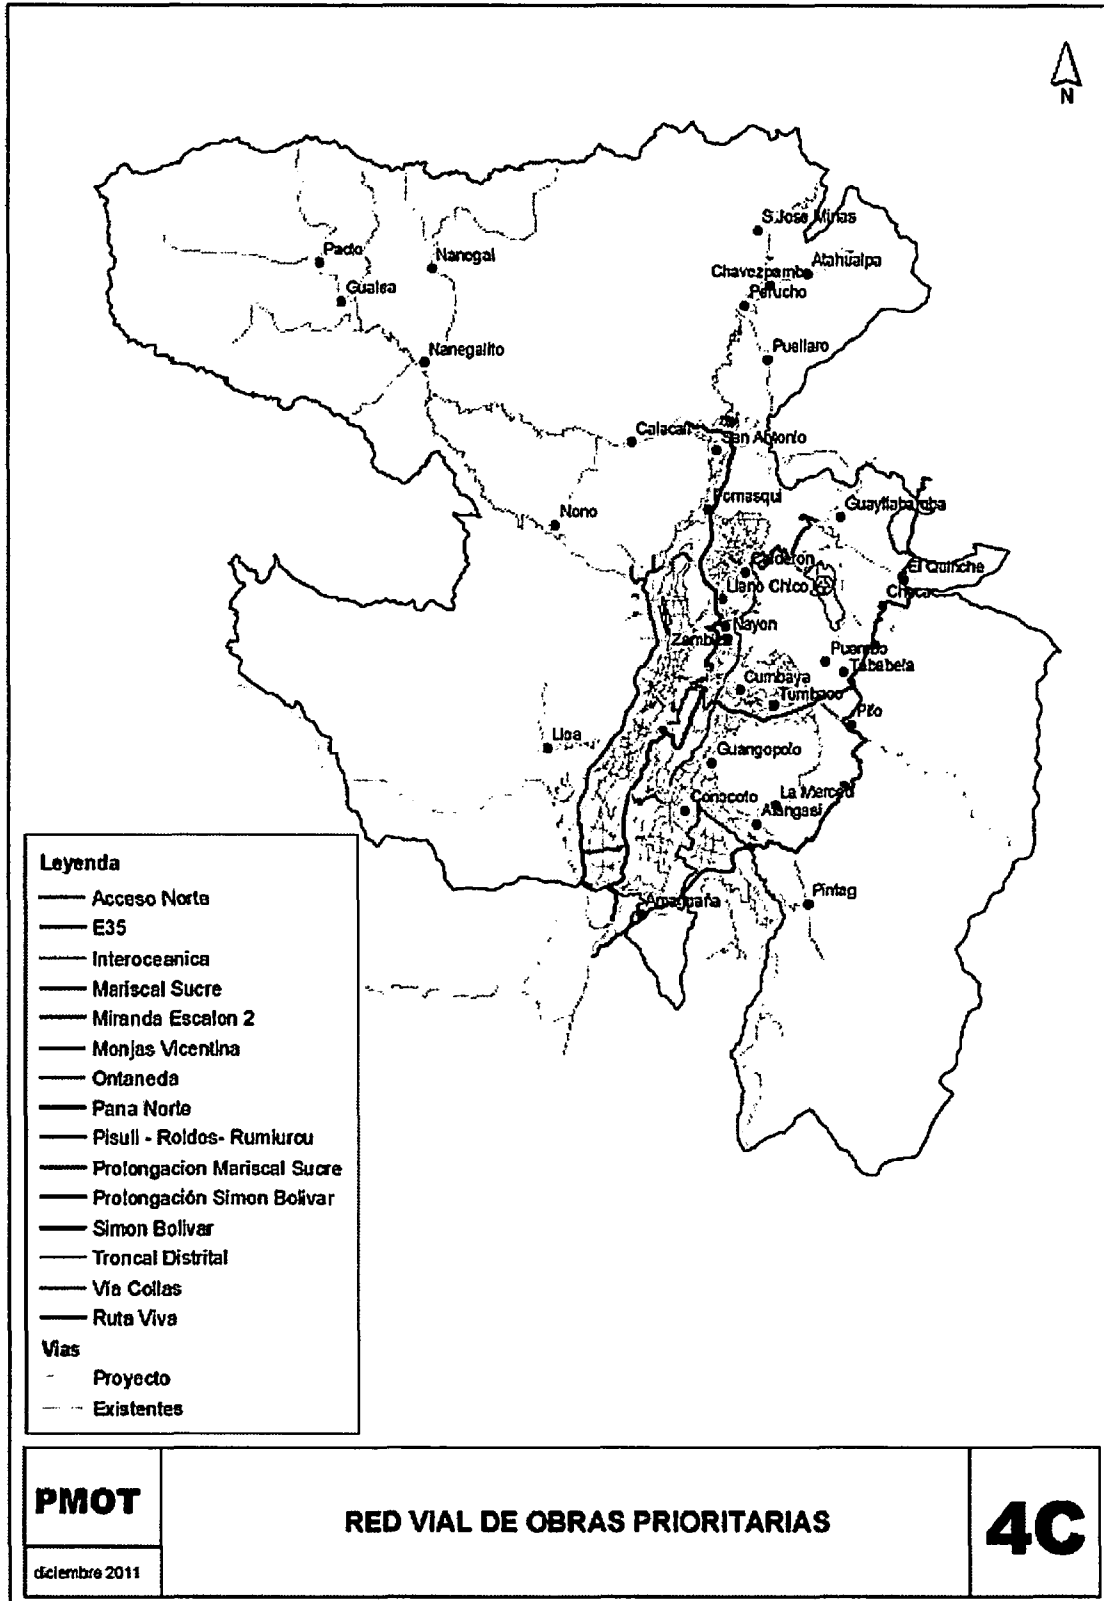 N
S.Jose Minas
Pacto
Nanegal
Atahualpa
Chavezpamba
Gualea
Perucho
Nanegalito
Puellaro
Calacali
San Antonio
Pomasqui
Guayllabamba
Nono
Calderon
El Quinche
Llano Chico
Checa
Nayon
Zambiza
Puembo
Tababela
Cumbaya
Tumbaco
Pifo
Lloa
Guangopolo
La Merced
Conocoto
Alangasi
Pintag
Amaguaña
Leyenda
Acceso Norte
E35
Interoceanica
Mariscal Sucre
Miranda Escalon 2
Monjas Vicentina
Ontaneda
Pana Norte
Pisuli - Roldos- Rumiurcu
Prolongacion Mariscal Sucre
Prolongación Simon Bolivar
Simon Bolivar
Troncal Distrital
Vía Collas
Ruta Viva
Vias
Proyecto
Existentes
PMOT
RED VIAL DE OBRAS PRIORITARIAS
4C
diciembre 2011